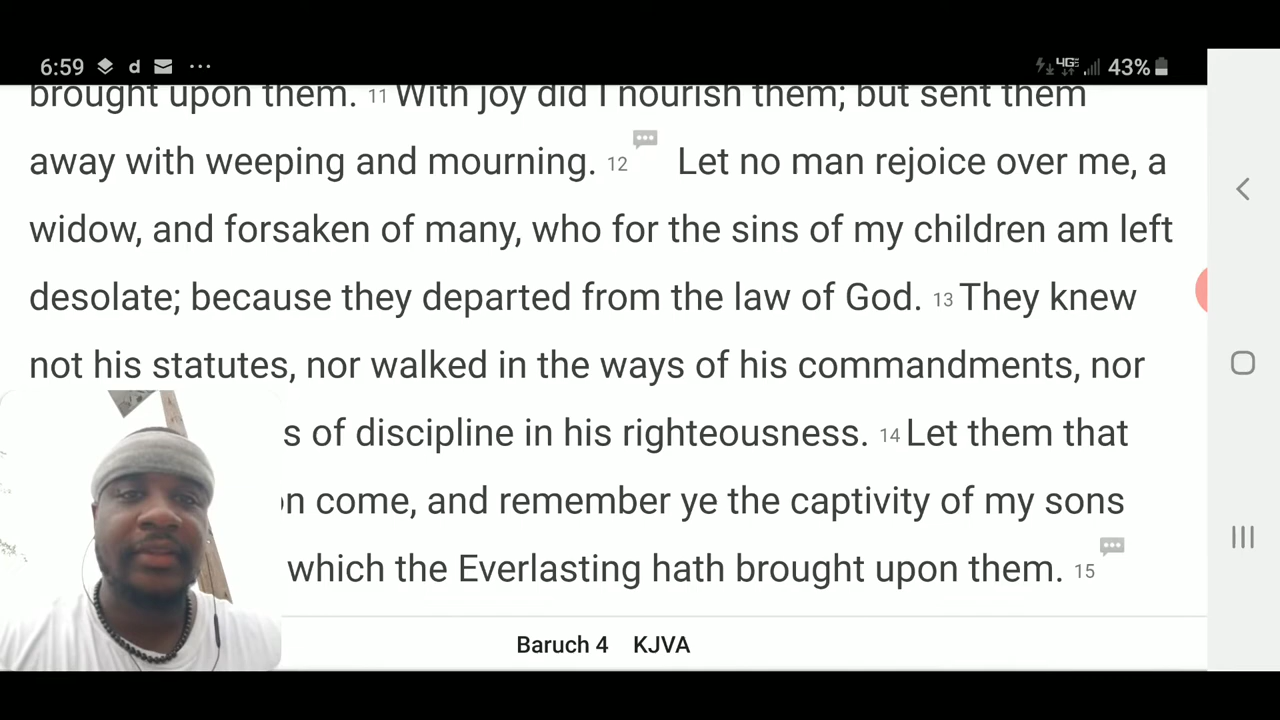 6:59 d ... 4GE 43%
brought upon them. 11 With joy did I nourish them; but sent them
away with weeping and mourning. 12 Let no man rejoice over me, a
widow, and forsaken of many, who for the sins of my children am left
desolate; because they departed from the law of God. 13 They knew
not his statutes, nor walked in the ways of his commandments, nor
s of discipline in his righteousness. 14 Let them that
on come, and remember ye the captivity of my sons
which the Everlasting hath brought upon them. 15
Baruch 4 KJVA